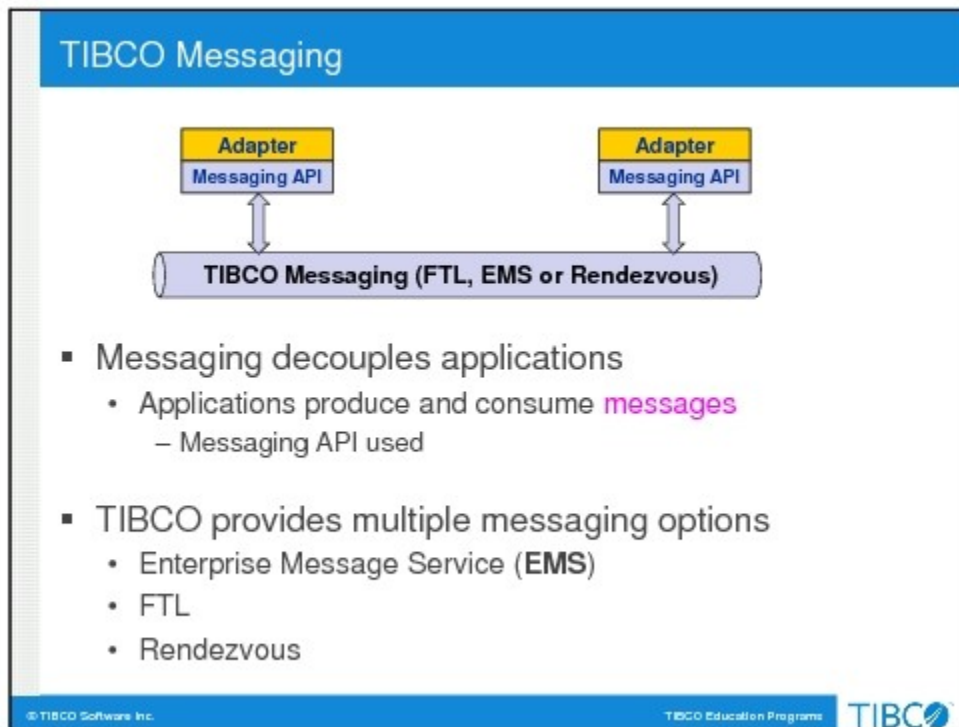 TIBCO Messaging
Adapter
Messaging API
Adapter
Messaging API
TIBCO Messaging (FTL, EMS or Rendezvous)
▪ Messaging decouples applications
• Applications produce and consume messages
– Messaging API used
▪ TIBCO provides multiple messaging options
• Enterprise Message Service (EMS)
• FTL
• Rendezvous
© TIBCO Software Inc.
TIBCO Education Programs
TIBCO